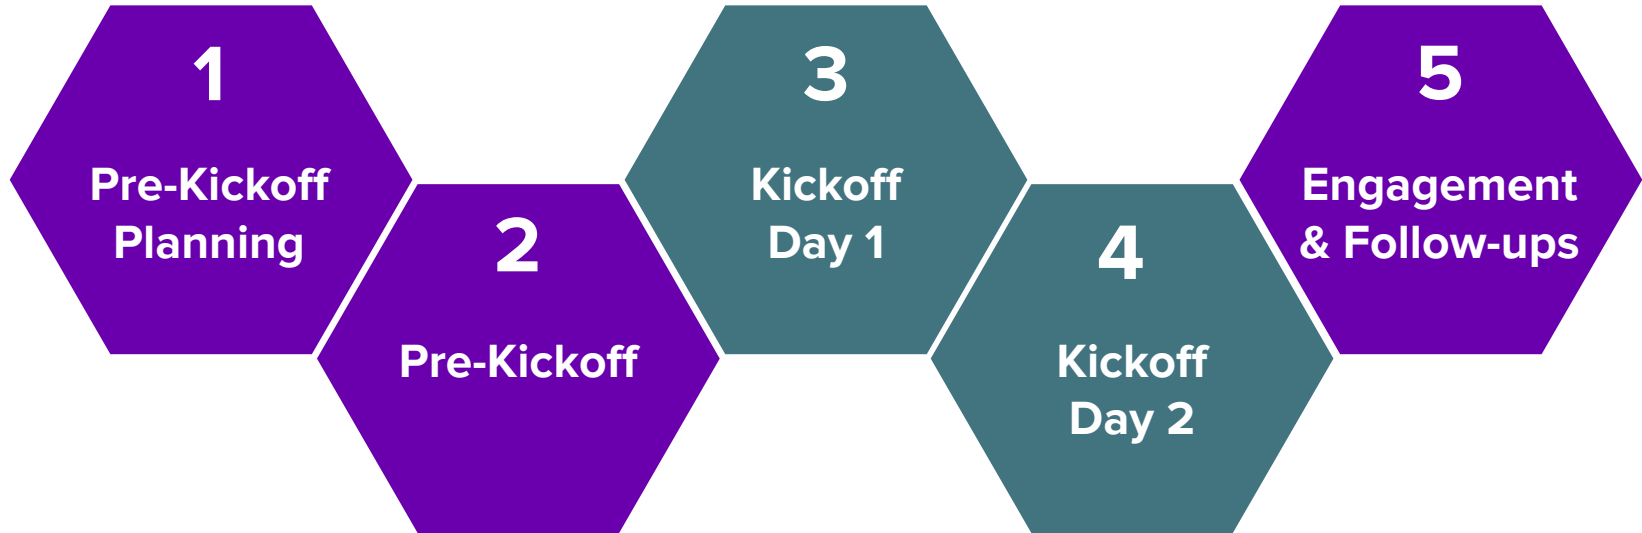 1
Pre-Kickoff
Planning
2
Pre-Kickoff
3
Kickoff
Day 1
4
Kickoff
Day 2
5
Engagement
& Follow-ups